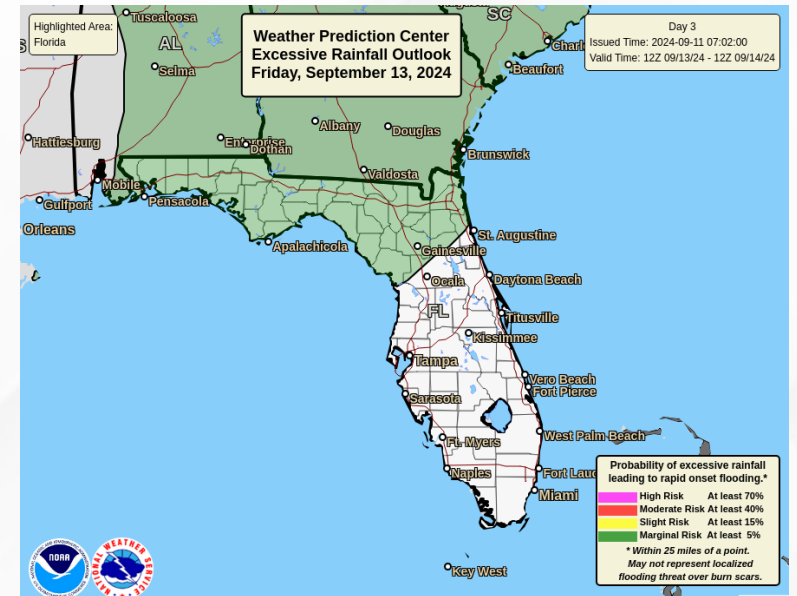 Highlighted Area:
Florida
Weather Prediction Center
Excessive Rainfall Outlook
Friday, September 13, 2024
Day 3
Issued Time: 2024-09-11 07:02:00
Valid Time: 12Z 09/13/24 - 12Z 09/14/24
Tuscaloosa
SC
AL
Charl
Selma
Beaufort
Albany
Douglas
Hattiesburg
Enterprise
Dothan
Brunswick
Valdosta
Mobile
Pensacola
Gulfport
Orleans
St. Augustine
Apalachicola
Gainesville
Ocala
Daytona Beach
FL
Titusville
Kissimmee
Tampa
Vero Beach
Fort Pierce
Sarasota
West Palm Beach
Ft. Myers
Naples
Fort Laud
Miami
Key West
Probability of excessive rainfall
leading to rapid onset flooding.*
High Risk At least 70%
Moderate Risk At least 40%
Slight Risk At least 15%
Marginal Risk At least 5%
* Within 25 miles of a point.
May not represent localized
flooding threat over burn scars.
NOAA
NATIONAL WEATHER SERVICE